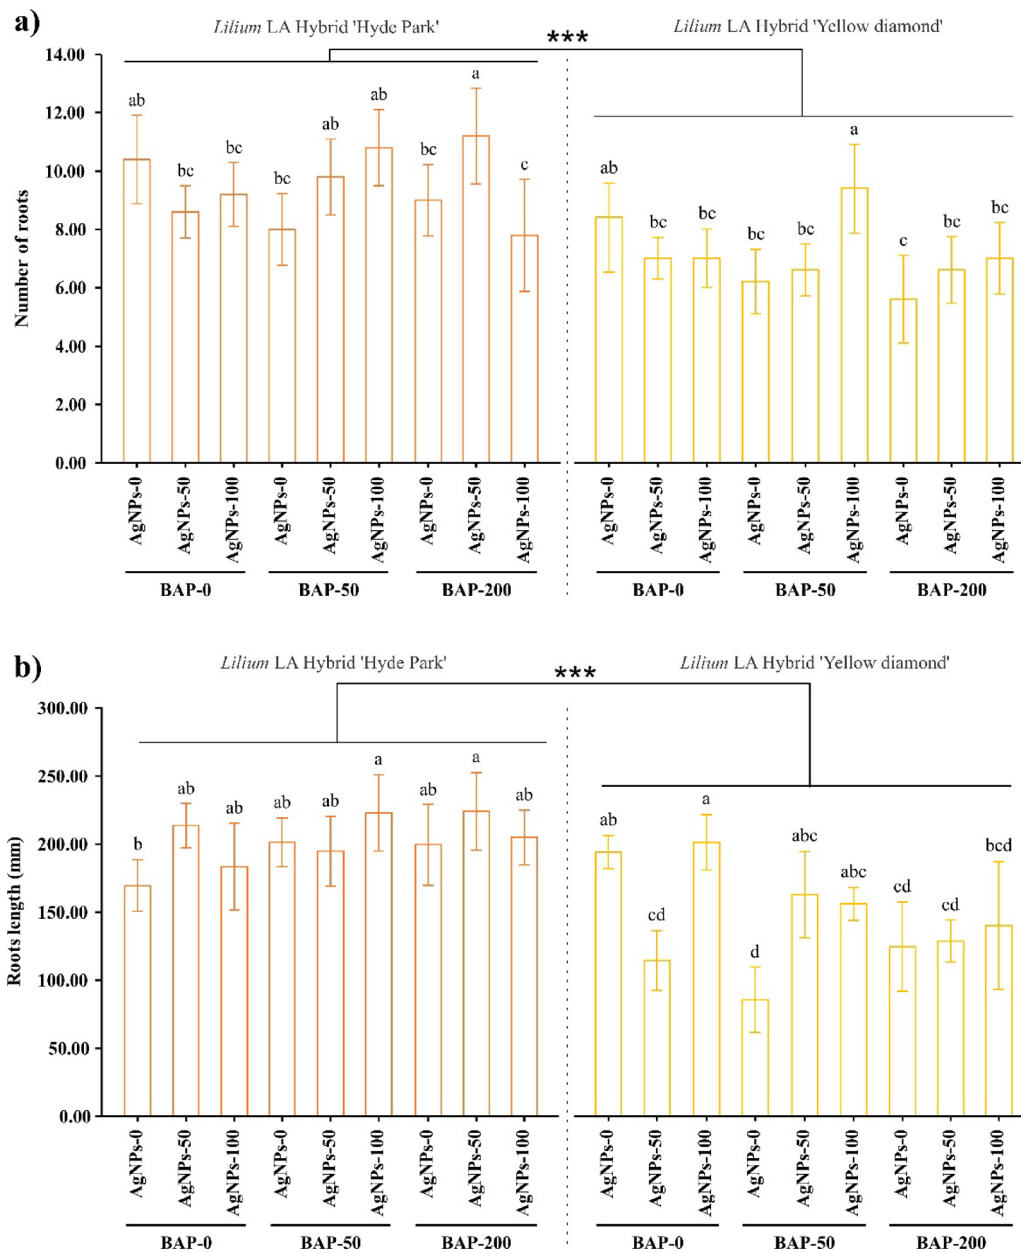 a)
Lilium LA Hybrid 'Hyde Park'
***
Lilium LA Hybrid 'Yellow diamond'
Number of roots
14.00
12.00
10.00
8.00
6.00
4.00
2.00
0.00
ab bc bc bc ab ab bc a c
ab bc bc bc bc a c bc bc
AgNPs-0 AgNPs-50 AgNPs-100 AgNPs-0 AgNPs-50 AgNPs-100 AgNPs-0 AgNPs-50 AgNPs-100
AgNPs-0 AgNPs-50 AgNPs-100 AgNPs-0 AgNPs-50 AgNPs-100 AgNPs-0 AgNPs-50 AgNPs-100
BAP-0 BAP-50 BAP-200
BAP-0 BAP-50 BAP-200
b)
Lilium LA Hybrid 'Hyde Park'
***
Lilium LA Hybrid 'Yellow diamond'
Roots length (mm)
300.00
250.00
200.00
150.00
100.00
50.00
0.00
b ab ab ab ab a ab a ab
ab cd a d abc abc cd cd bcd
AgNPs-0 AgNPs-50 AgNPs-100 AgNPs-0 AgNPs-50 AgNPs-100 AgNPs-0 AgNPs-50 AgNPs-100
AgNPs-0 AgNPs-50 AgNPs-100 AgNPs-0 AgNPs-50 AgNPs-100 AgNPs-0 AgNPs-50 AgNPs-100
BAP-0 BAP-50 BAP-200
BAP-0 BAP-50 BAP-200